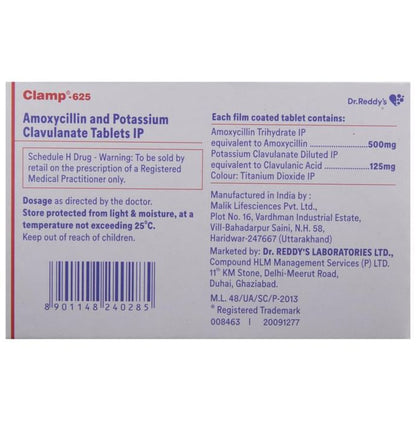 Clamp®-625
Amoxycillin and Potassium
Clavulanate Tablets IP
Schedule H Drug - Warning: To be sold by
retail on the prescription of a Registered
Medical Practitioner only.
Dosage as directed by the doctor.
Store protected from light & moisture, at a
temperature not exceeding 25°C.
Keep out of reach of children.
8901148 240285
Dr.Reddy's
Each film coated tablet contains:
Amoxycillin Trihydrate IP
equivalent to Amoxycillin ........................500mg
Potassium Clavulanate Diluted IP
equivalent to Clavulanic Acid ..................125mg
Colour: Titanium Dioxide IP
Manufactured in India by:
Malik Lifesciences Pvt. Ltd.,
Plot No. 16, Vardhman Industrial Estate,
Vill-Bahadarpur Saini, N.H. 58,
Haridwar-247667 (Uttarakhand)
Marketed by: Dr. REDDY'S LABORATORIES LTD.,
Compound HLM Management Services (P) LTD.
11th KM Stone, Delhi-Meerut Road,
Duhai, Ghaziabad.
M.L. 48/UA/SC/P-2013
® Registered Trademark
008463 | 20091277